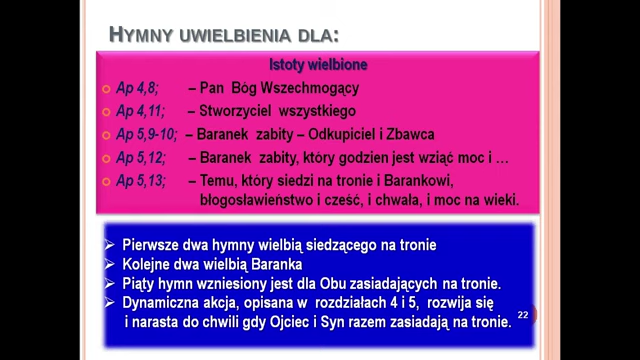 HYMNY UWIELBIENIA DLA:
Istoty wielbione
Ap 4,8; – Pan Bóg Wszechmogący
Ap 4,11; – Stworzyciel wszystkiego
Ap 5,9-10; – Baranek zabity – Odkupiciel i Zbawca
Ap 5,12; – Baranek zabity, który godzien jest wziąć moc i ...
Ap 5,13; – Temu, który siedzi na tronie i Barankowi,
błogosławieństwo i cześć, i chwała, i moc na wieki.
Pierwsze dwa hymny wielbią siedzącego na tronie
Kolejne dwa wielbią Baranka
Piąty hymn wzniesiony jest dla Obu zasiadających na tronie.
Dynamiczna akcja, opisana w rozdziałach 4 i 5, rozwija się
i narasta do chwili gdy Ojciec i Syn razem zasiadają na tronie.
22